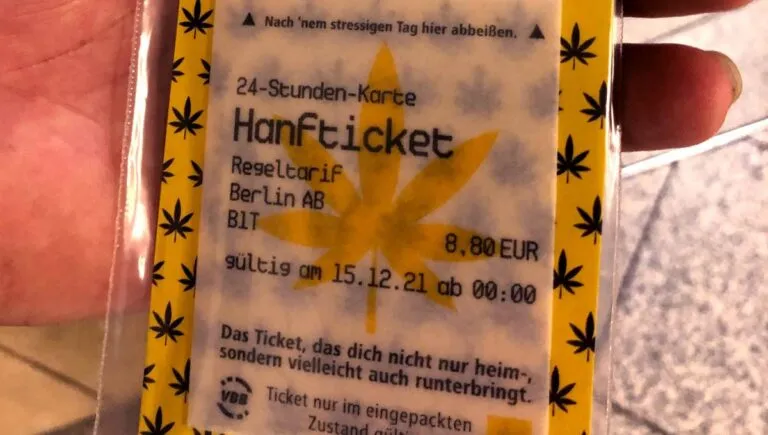 ▲ Nach 'nem stressigen Tag hier abbeißen. ▲
24-Stunden-Karte
Hanfticket
Regeltarif
Berlin AB
B1T
8,80 EUR
gültig am 15.12.21 ab 00:00
Das Ticket, das dich nicht nur heim-,
sondern vielleicht auch runterbringt.
VBB
Ticket nur im eingepackten
Zustand